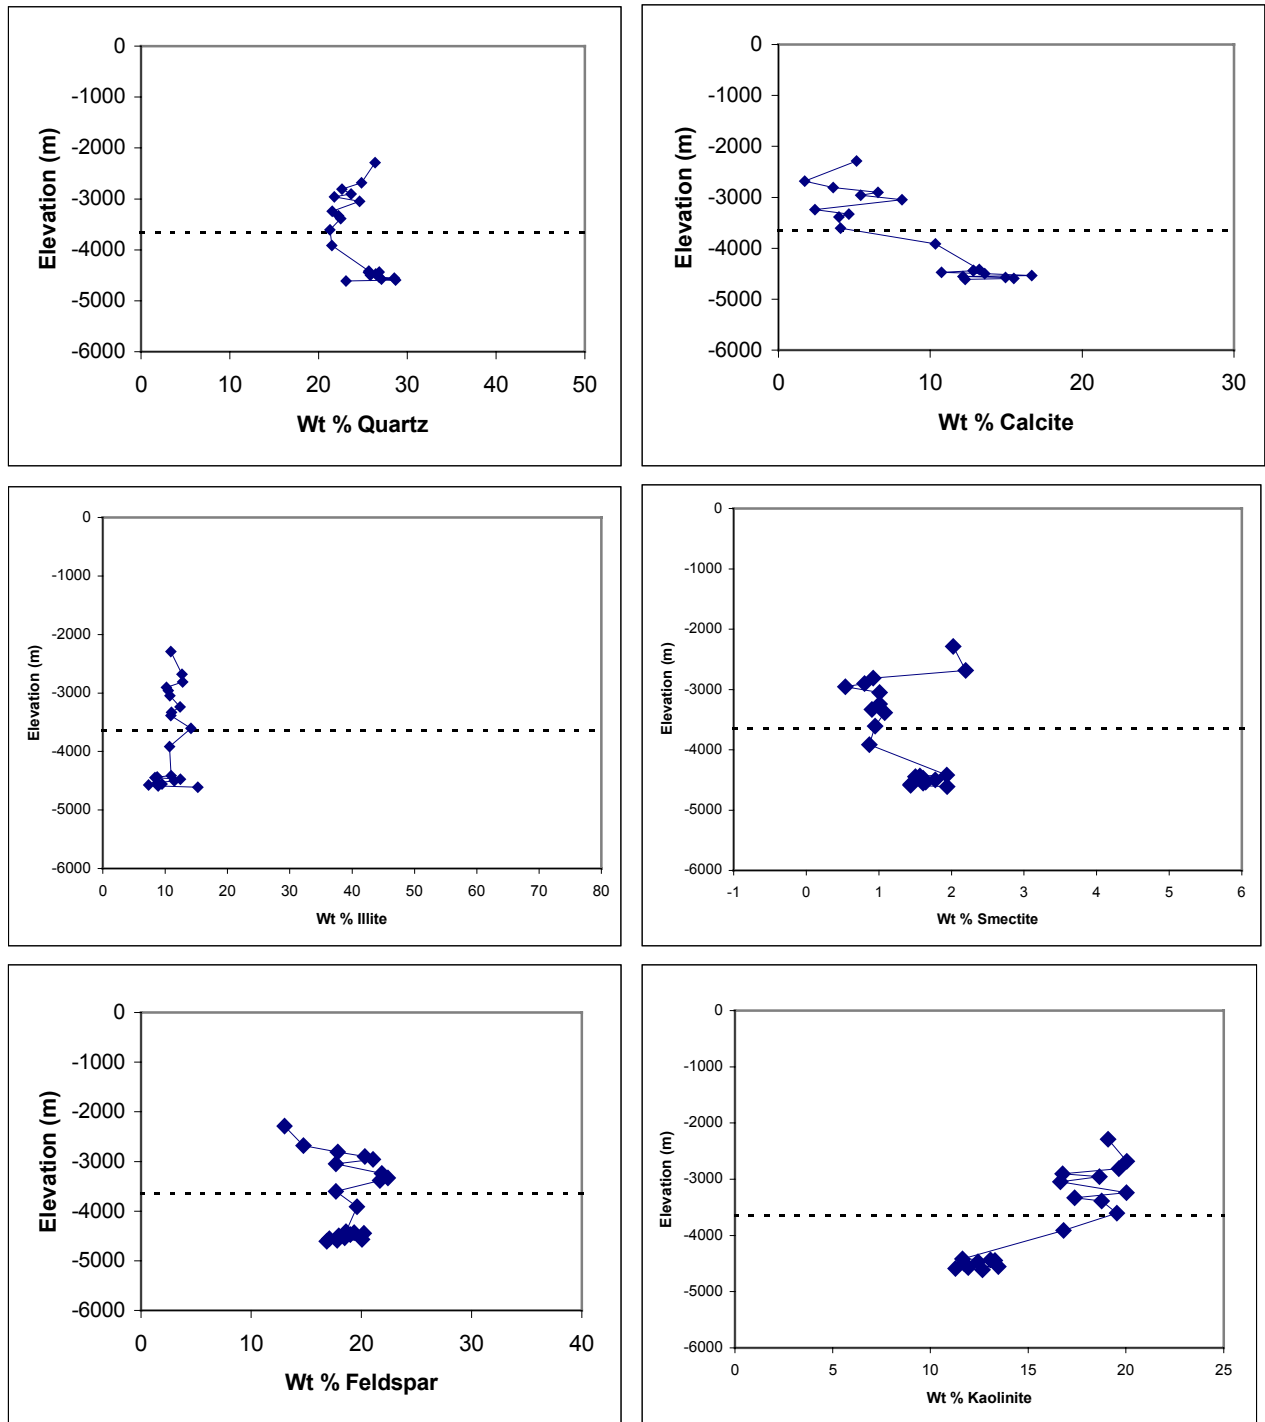 0
-1000
-2000
-3000
-4000
-5000
-6000
Elevation (m)
0 10 20 30 40 50
Wt % Quartz
0
-1000
-2000
-3000
-4000
-5000
-6000
Elevation (m)
0 10 20 30
Wt % Calcite
0
-1000
-2000
-3000
-4000
-5000
-6000
Elevation (m)
0 10 20 30 40 50 60 70 80
Wt % Illite
0
-1000
-2000
-3000
-4000
-5000
-6000
Elevation (m)
-1 0 1 2 3 4 5 6
Wt % Smectite
0
-1000
-2000
-3000
-4000
-5000
-6000
Elevation (m)
0 10 20 30 40
Wt % Feldspar
0
-1000
-2000
-3000
-4000
-5000
-6000
Elevation (m)
0 5 10 15 20 25
Wt % Kaolinite